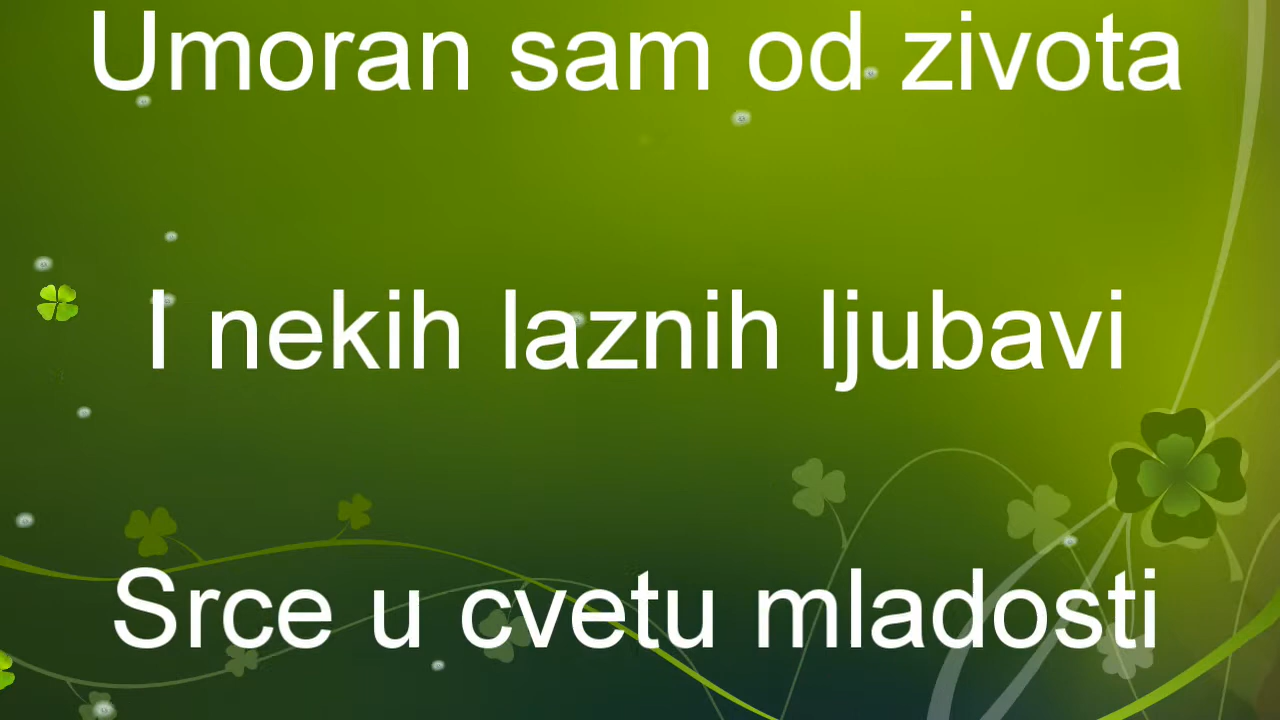 Umoran sam od zivota
I nekih laznih ljubavi
Srce u cvetu mladosti